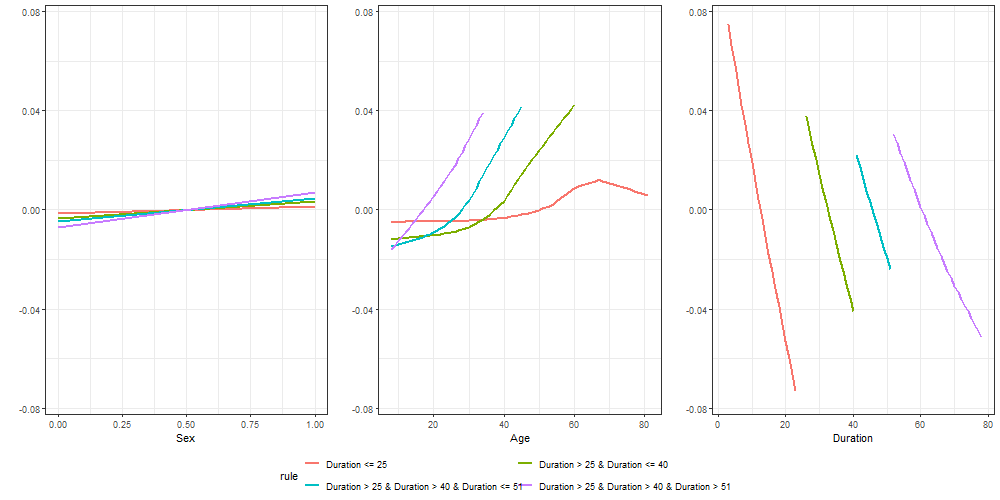 0.08 0.08 0.08
0.04 0.04 0.04
0.00 0.00 0.00
-0.04 -0.04 -0.04
-0.08 -0.08 -0.08
0.00 0.25 0.50 0.75 1.00 20 40 60 80 0 20 40 60 80
Sex Age Duration
rule
Duration <= 25 Duration > 25 & Duration <= 40
Duration > 25 & Duration > 40 & Duration <= 51 Duration > 25 & Duration > 40 & Duration > 51